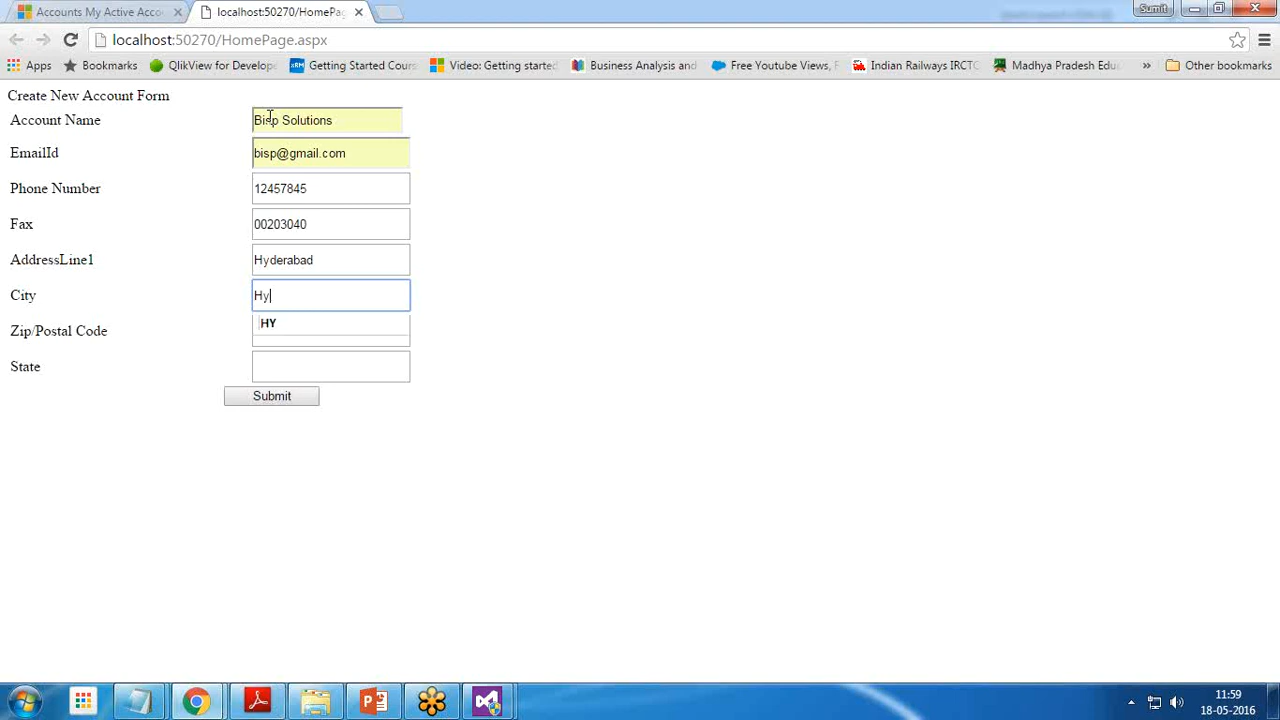 Accounts My Active Acco
localhost:50270/HomePag
Sumit
localhost:50270/HomePage.aspx
Apps
Bookmarks
QlikView for Develope
Getting Started Cours
Video: Getting starte
Business Analysis and
Free Youtube Views, F
Indian Railways IRCTC
Madhya Pradesh Edu
»
Other bookmarks
Create New Account Form
Account Name
Bisp Solutions
EmailId
bisp@gmail.com
Phone Number
12457845
Fax
00203040
AddressLine1
Hyderabad
City
Hy
HY
Zip/Postal Code
State
Submit
11:59
18-05-2016